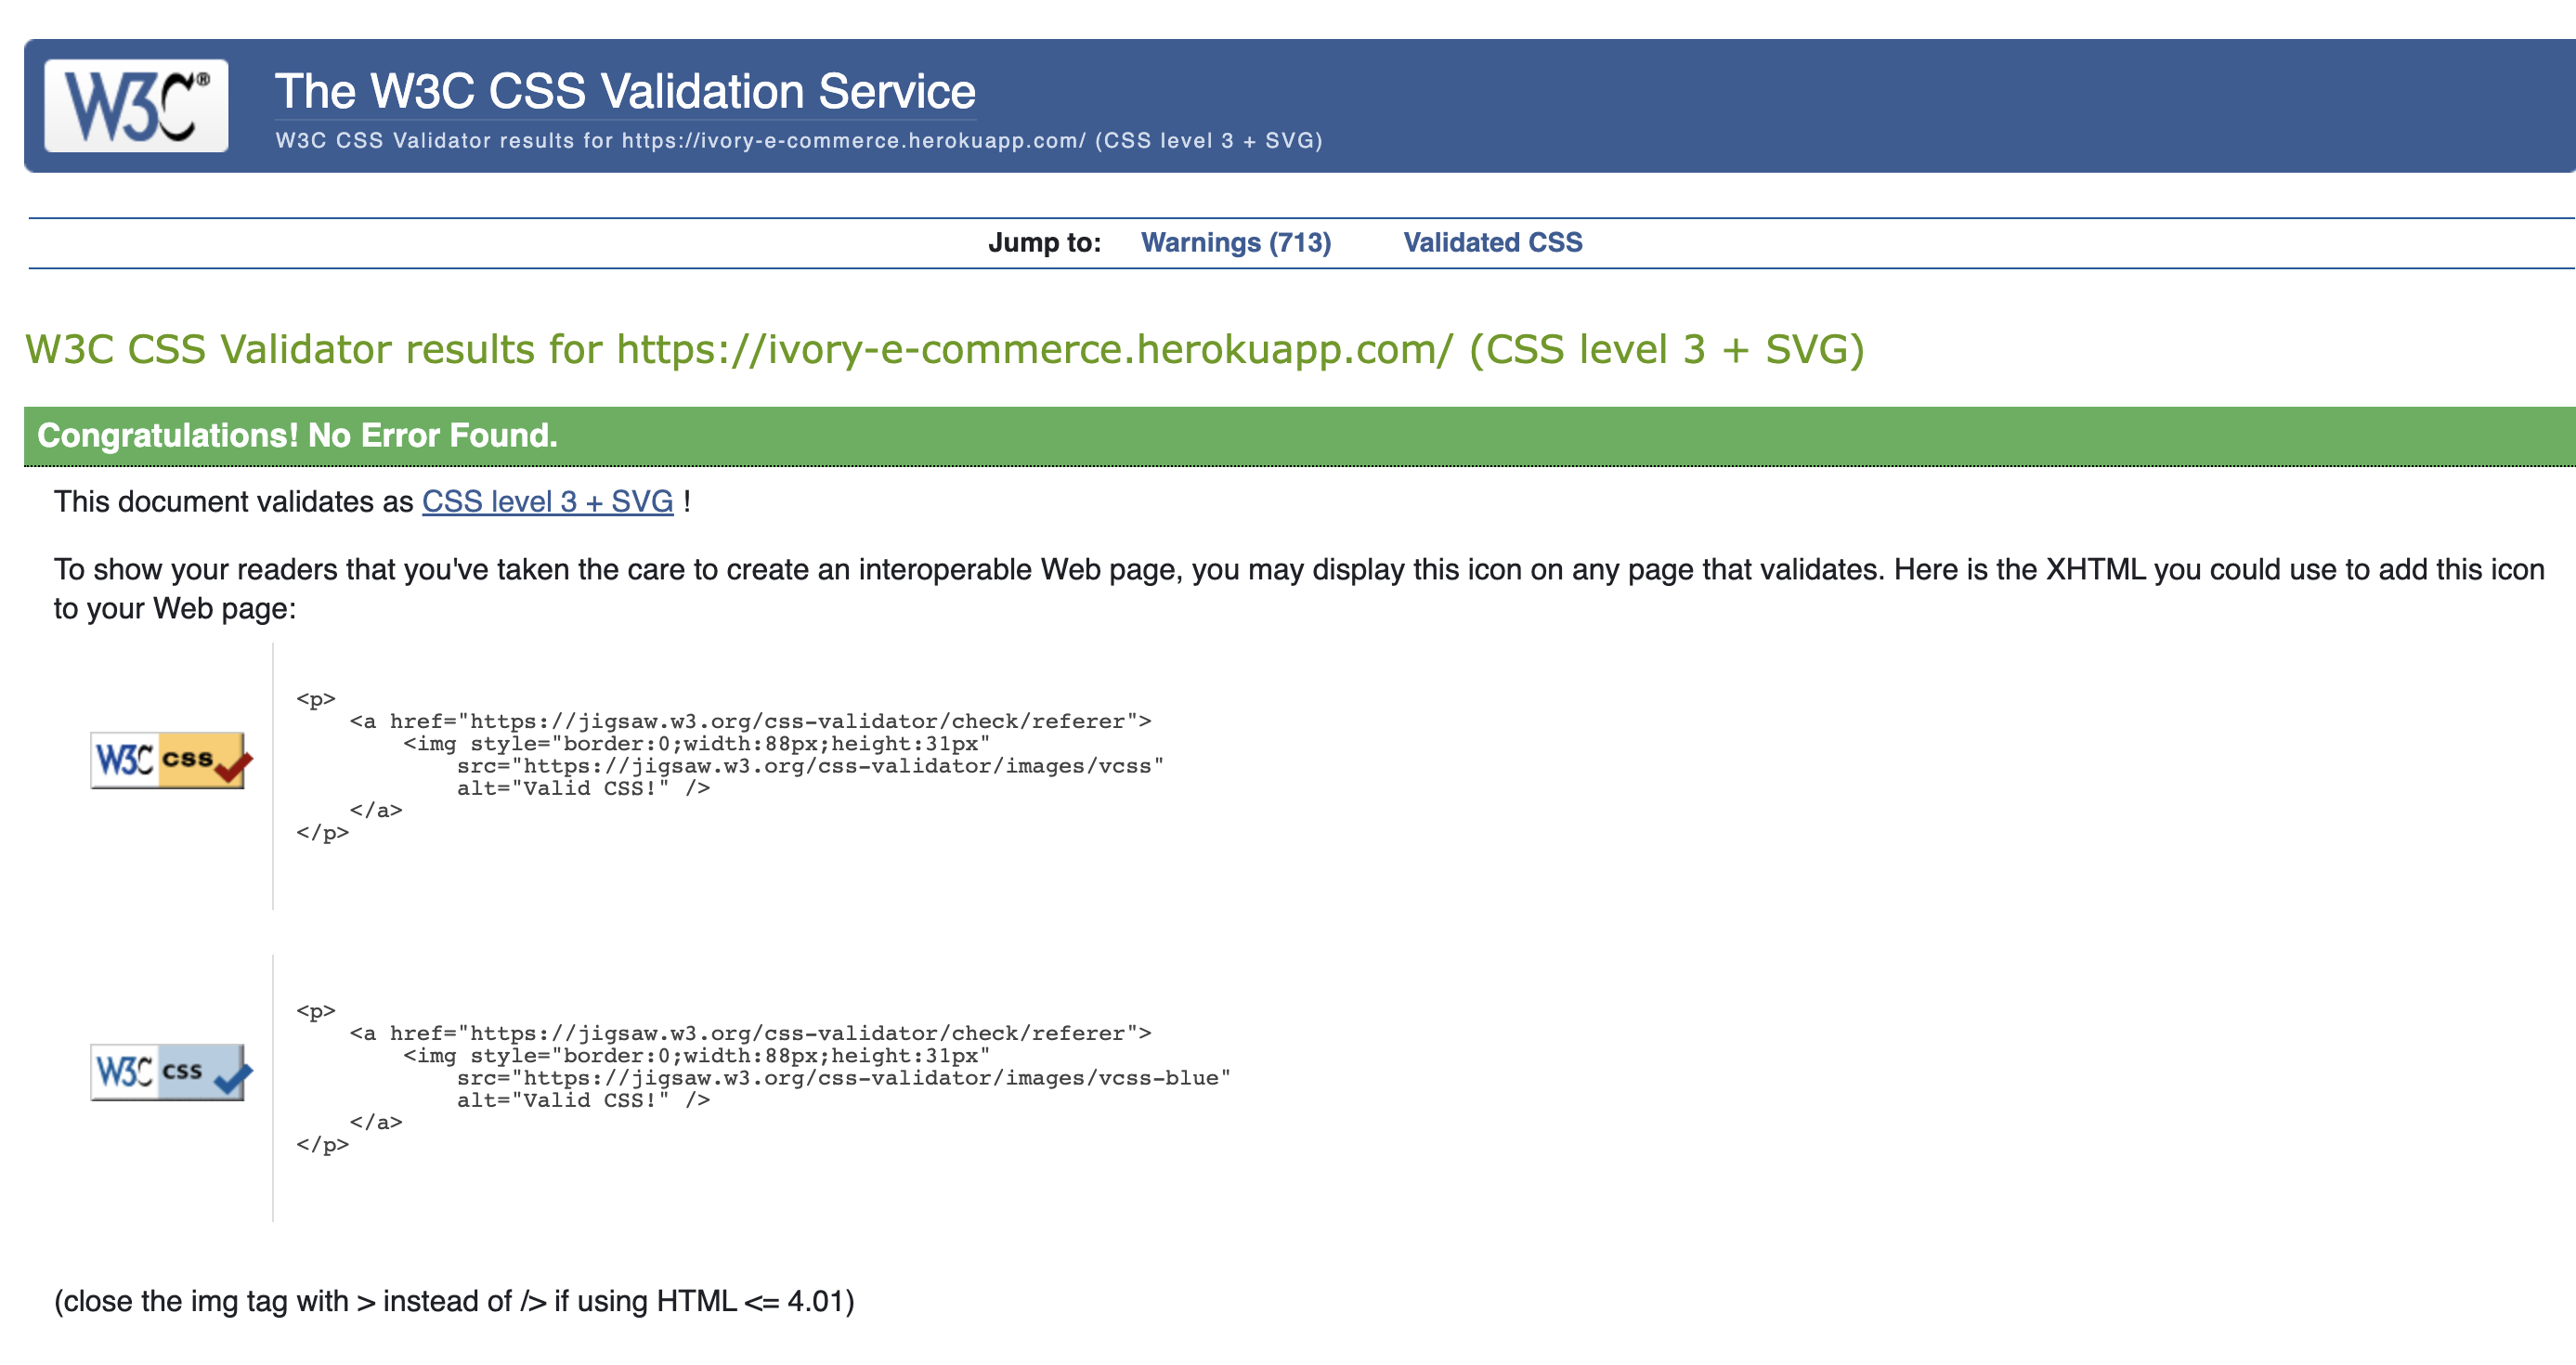 W3C®
The W3C CSS Validation Service
W3C CSS Validator results for https://ivory-e-commerce.herokuapp.com/ (CSS level 3 + SVG)
Jump to: Warnings (713) Validated CSS
W3C CSS Validator results for https://ivory-e-commerce.herokuapp.com/ (CSS level 3 + SVG)
Congratulations! No Error Found.
This document validates as CSS level 3 + SVG !
To show your readers that you've taken the care to create an interoperable Web page, you may display this icon on any page that validates. Here is the XHTML you could use to add this icon
to your Web page:
W3C css
<p>
<a href="https://jigsaw.w3.org/css-validator/check/referer">
<img style="border:0;width:88px;height:31px"
src="https://jigsaw.w3.org/css-validator/images/vcss"
alt="Valid CSS!" />
</a>
</p>
W3C css
<p>
<a href="https://jigsaw.w3.org/css-validator/check/referer">
<img style="border:0;width:88px;height:31px"
src="https://jigsaw.w3.org/css-validator/images/vcss-blue"
alt="Valid CSS!" />
</a>
</p>
(close the img tag with > instead of /> if using HTML <= 4.01)